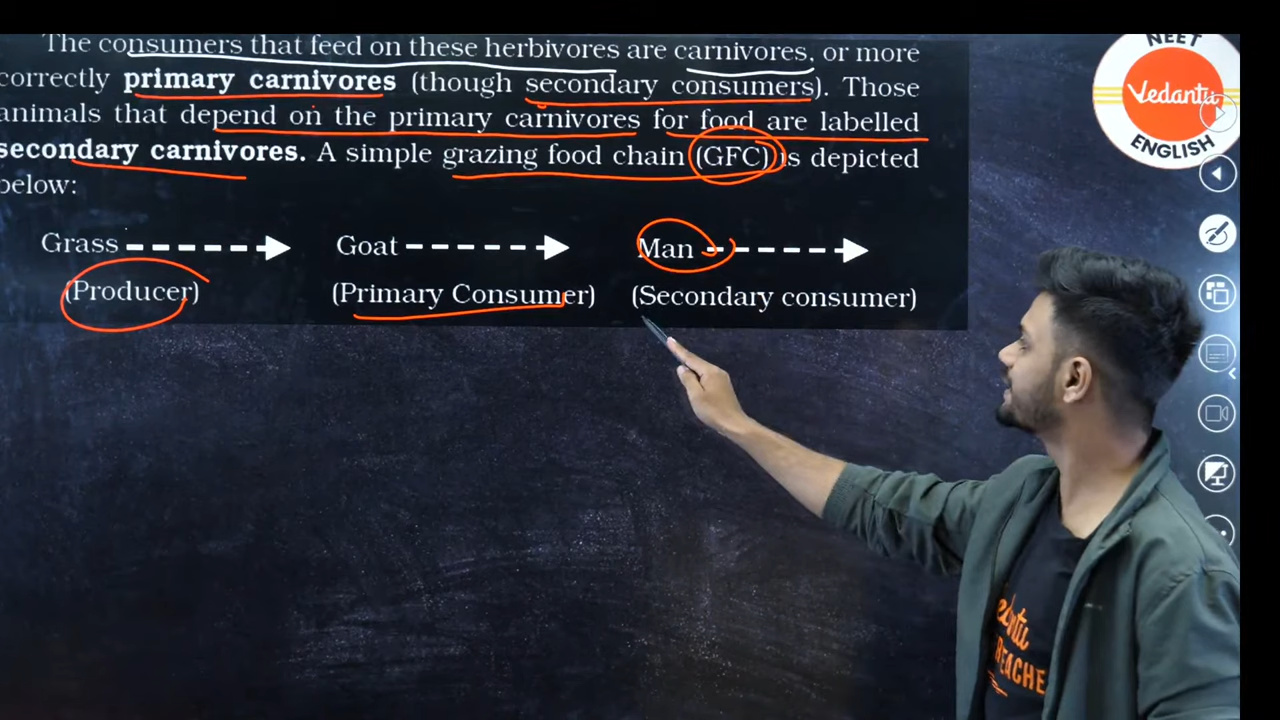 The consumers that feed on these herbivores are carnivores, or more
correctly primary carnivores (though secondary consumers). Those
animals that depend on the primary carnivores for food are labelled
secondary carnivores. A simple grazing food chain (GFC) is depicted
below:
Grass Goat Man
(Producer) (Primary Consumer) (Secondary consumer)
NEET
Vedantu
ENGLISH